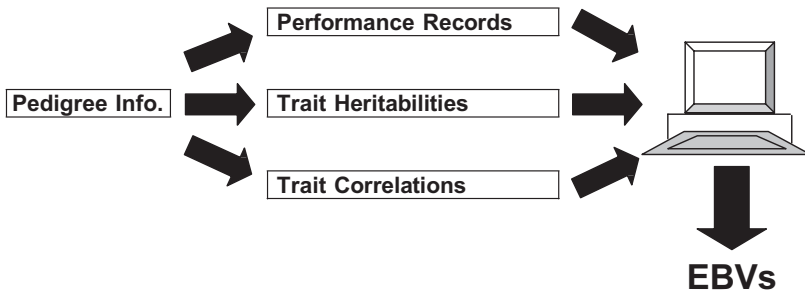 Performance Records
Pedigree Info.
Trait Heritabilities
Trait Correlations
EBVs